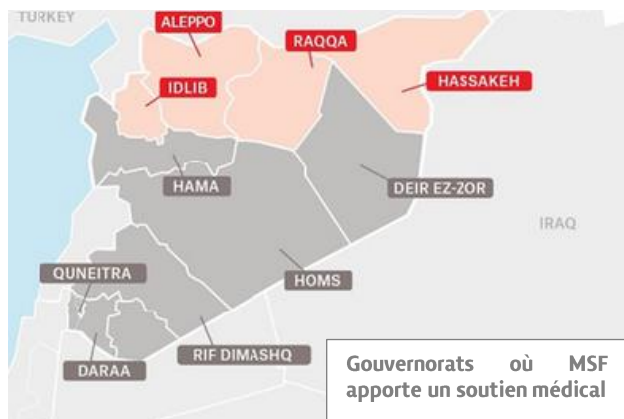 TURKEY
ALEPPO
RAQQA
IDLIB
HASSAKEH
HAMA
DEIR EZ-ZOR
IRAQ
QUNEITRA
HOMS
DARAA
RIF DIMASHQ
Gouvernorats où MSF
apporte un soutien médical